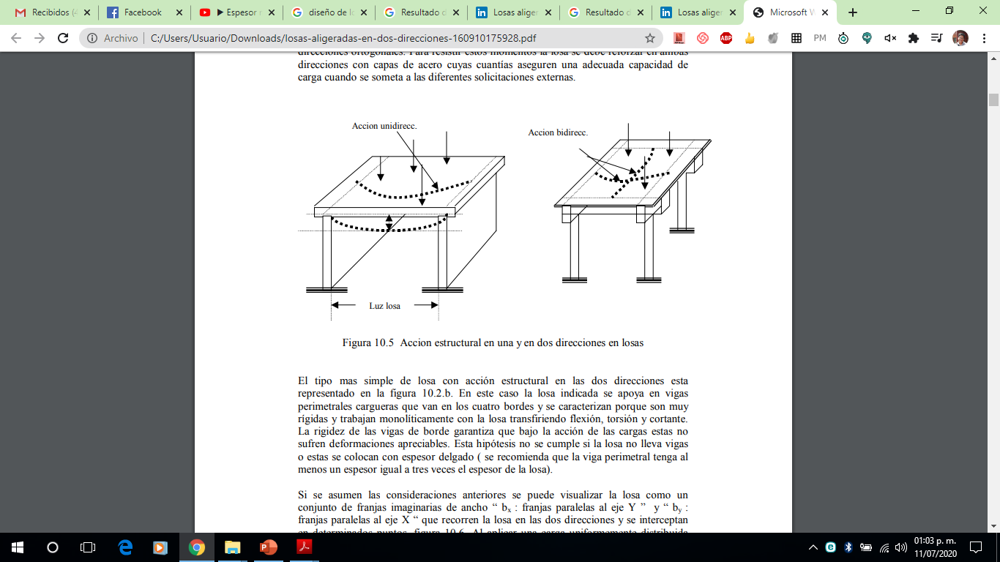 Recibidos (4
Facebook
Espesor
diseño de lo
Resultado d
Losas aliger
Resultado d
Losas aliger
Microsoft W
Archivo
C:/Users/Usuario/Downloads/losas-aligeradas-en-dos-direcciones-160910175928.pdf
ABP
PM
direcciones ortogonales. Para resistir estos momentos la losa se debe reforzar en ambas
direcciones con capas de acero cuyas cuantías aseguren una adecuada capacidad de
carga cuando se someta a las diferentes solicitaciones externas.
Accion unidirecc.
Accion bidirecc.
Luz losa
Figura 10.5 Accion estructural en una y en dos direcciones en losas
El tipo mas simple de losa con acción estructural en las dos direcciones esta
representado en la figura 10.2.b. En este caso la losa indicada se apoya en vigas
perimetrales cargueras que van en los cuatro bordes y se caracterizan porque son muy
rígidas y trabajan monolíticamente con la losa transfiriendo flexión, torsión y cortante.
La rigidez de las vigas de borde garantiza que bajo la acción de las cargas estas no
sufren deformaciones apreciables. Esta hipótesis no se cumple si la losa no lleva vigas
o estas se colocan con espesor delgado ( se recomienda que la viga perimetral tenga al
menos un espesor igual a tres veces el espesor de la losa).
Si se asumen las consideraciones anteriores se puede visualizar la losa como un
conjunto de franjas imaginarias de ancho “ bx : franjas paralelas al eje Y ” y “ by :
franjas paralelas al eje X “ que recorren la losa en las dos direcciones y se interceptan
en determinados puntos, figura 10.6. Al aplicar una carga uniformemente distribuida
01:03 p. m.
11/07/2020